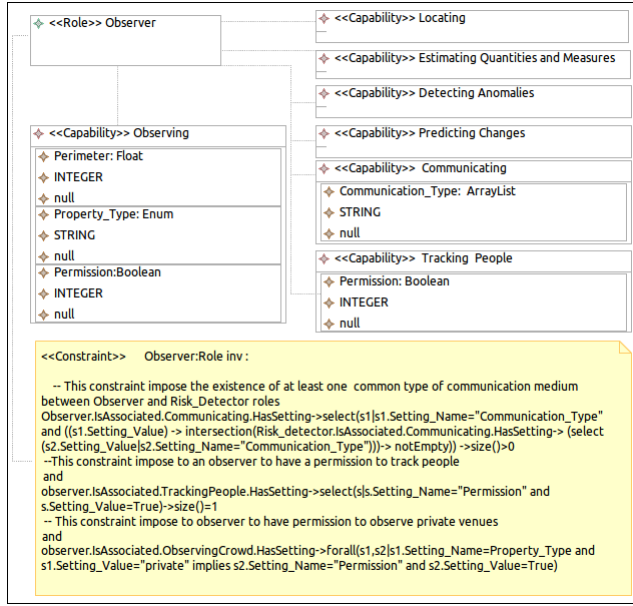 <<Role>> Observer
<<Capability>> Locating
<<Capability>> Estimating Quantities and Measures
<<Capability>> Detecting Anomalies
<<Capability>> Observing
Perimeter: Float
INTEGER
null
Property_Type: Enum
STRING
null
Permission:Boolean
INTEGER
null
<<Capability>> Predicting Changes
<<Capability>> Communicating
Communication_Type: ArrayList
STRING
null
<<Capability>> Tracking People
Permission: Boolean
INTEGER
null
<<Constraint>> Observer:Role inv :
-- This constraint impose the existence of at least one common type of communication medium
between Observer and Risk_Detector roles
Observer.IsAssociated.Communicating.HasSetting->select(s1|s1.Setting_Name="Communication_Type"
and ((s1.Setting_Value) -> intersection(Risk_detector.IsAssociated.Communicating.HasSetting-> (select
(s2.Setting_Value|s2.Setting_Name="Communication_Type")))-> notEmpty)) ->size()>0
--This constraint impose to an observer to have a permission to track people
and
observer.IsAssociated.TrackingPeople.HasSetting->select(s|s.Setting_Name="Permission" and
s.Setting_Value=True)->size()=1
-- This constraint impose to observer to have permission to observe private venues
and
observer.IsAssociated.ObservingCrowd.HasSetting->forall(s1,s2|s1.Setting_Name=Property_Type and
s1.Setting_Value="private" implies s2.Setting_Name="Permission" and s2.Setting_Value=True)